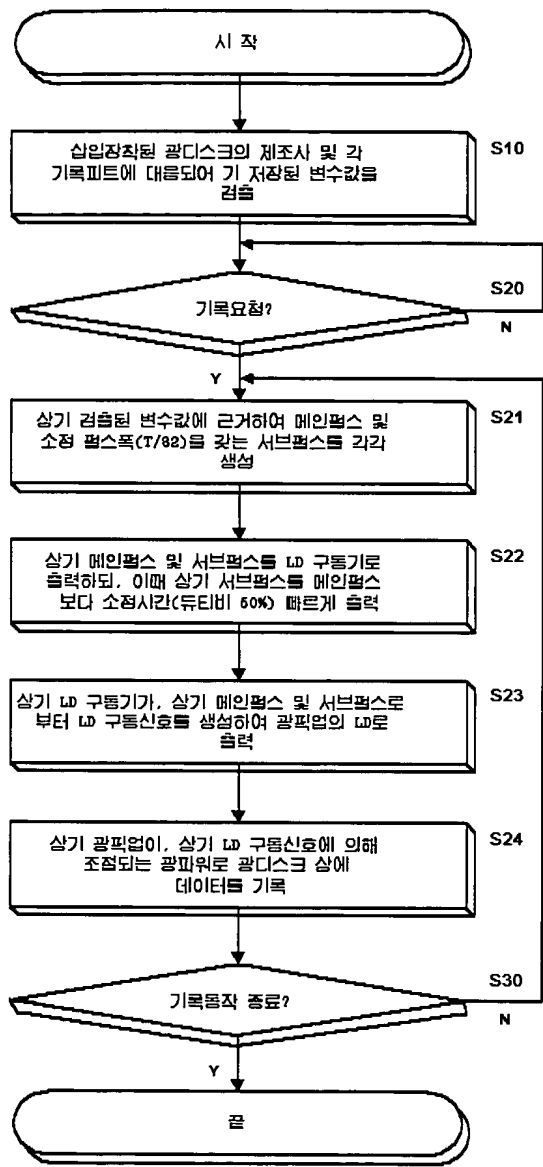 시 작
삽입장착된 광디스크의 제조사 및 각
기록피트에 대응되어 기 저장된 변수값을
검출
S10
기록요청?
S20
N
Y
상기 검출된 변수값에 근거하여 메인펄스 및
소정 펄스폭(T/32)을 갖는 서브펄스를 각각
생성
S21
상기 메인펄스 및 서브펄스를 LD 구동기로
출력하되, 이때 상기 서브펄스를 메인펄스
보다 소정시간(듀티비 50%) 빠르게 출력
S22
상기 LD 구동기가, 상기 메인펄스 및 서브펄스로
부터 LD 구동신호를 생성하여 광픽업의 LD로
출력
S23
상기 광픽업이, 상기 LD 구동신호에 의해
조절되는 광파워로 광디스크 상에
데이터를 기록
S24
기록동작 종료?
S30
N
Y
끝